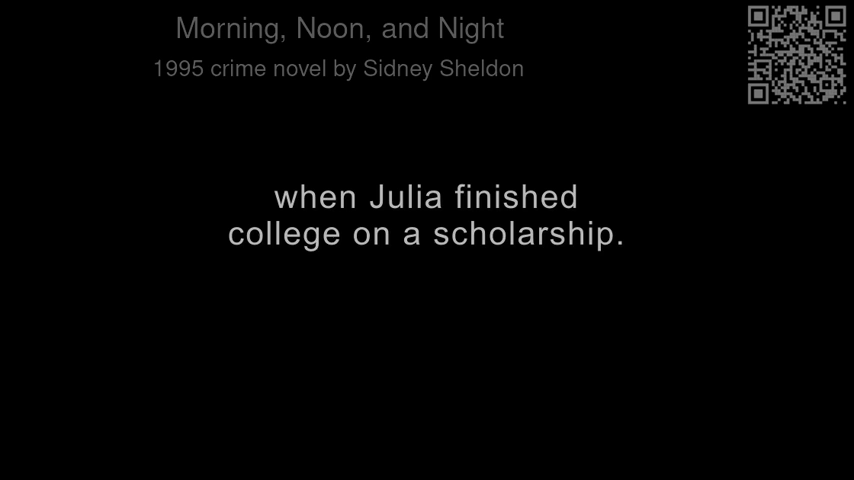 Morning, Noon, and Night
1995 crime novel by Sidney Sheldon
when Julia finished
college on a scholarship.